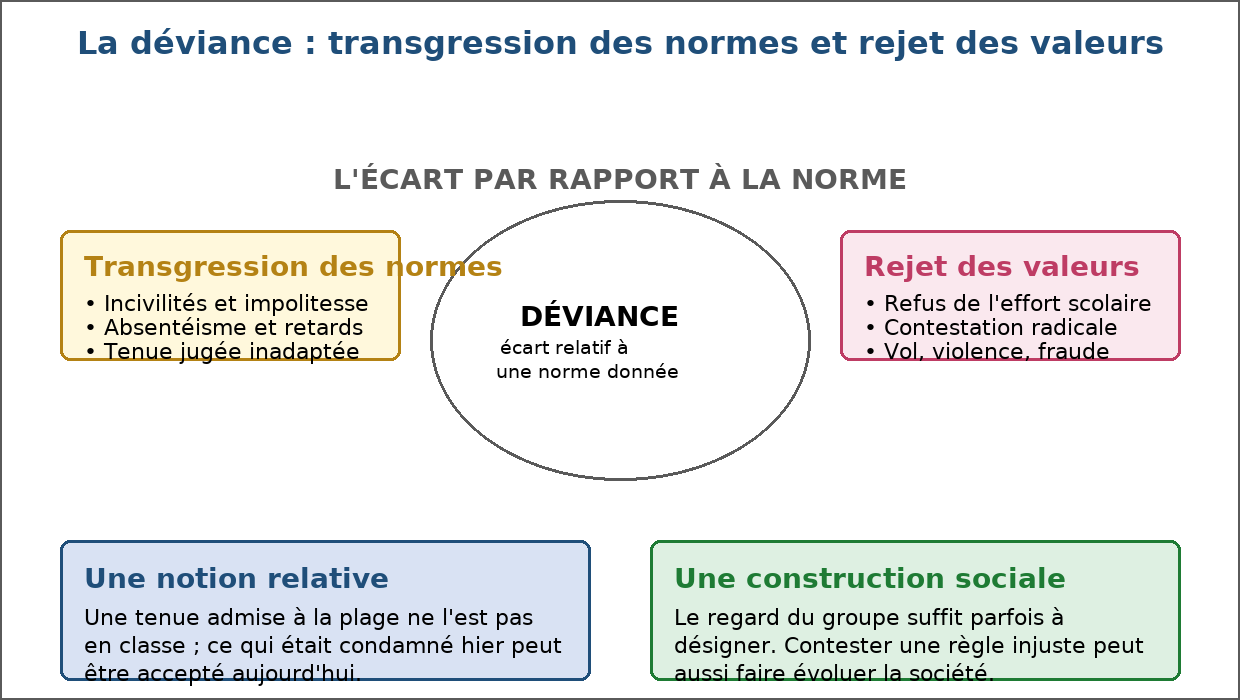 La déviance : transgression des normes et rejet des valeurs
L'ÉCART PAR RAPPORT À LA NORME
Transgression des normes
• Incivilités et impolitesse
• Absentéisme et retards
• Tenue jugée inadaptée
DÉVIANCE
écart relatif à
une norme donnée
Rejet des valeurs
• Refus de l'effort scolaire
• Contestation radicale
• Vol, violence, fraude
Une notion relative
Une tenue admise à la plage ne l'est pas
en classe ; ce qui était condamné hier peut
être accepté aujourd'hui.
Une construction sociale
Le regard du groupe suffit parfois à
désigner. Contester une règle injuste peut
aussi faire évoluer la société.